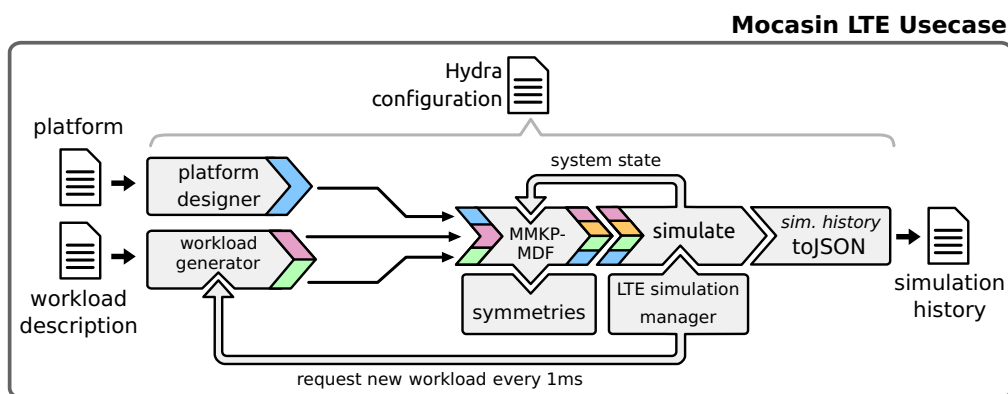 Mocasin LTE Usecase
Hydra
configuration
platform
platform
designer
workload
generator
workload
description
system state
MMKP-
MDF
simulate
sim. history
toJSON
symmetries
LTE simulation
manager
simulation
history
request new workload every 1ms